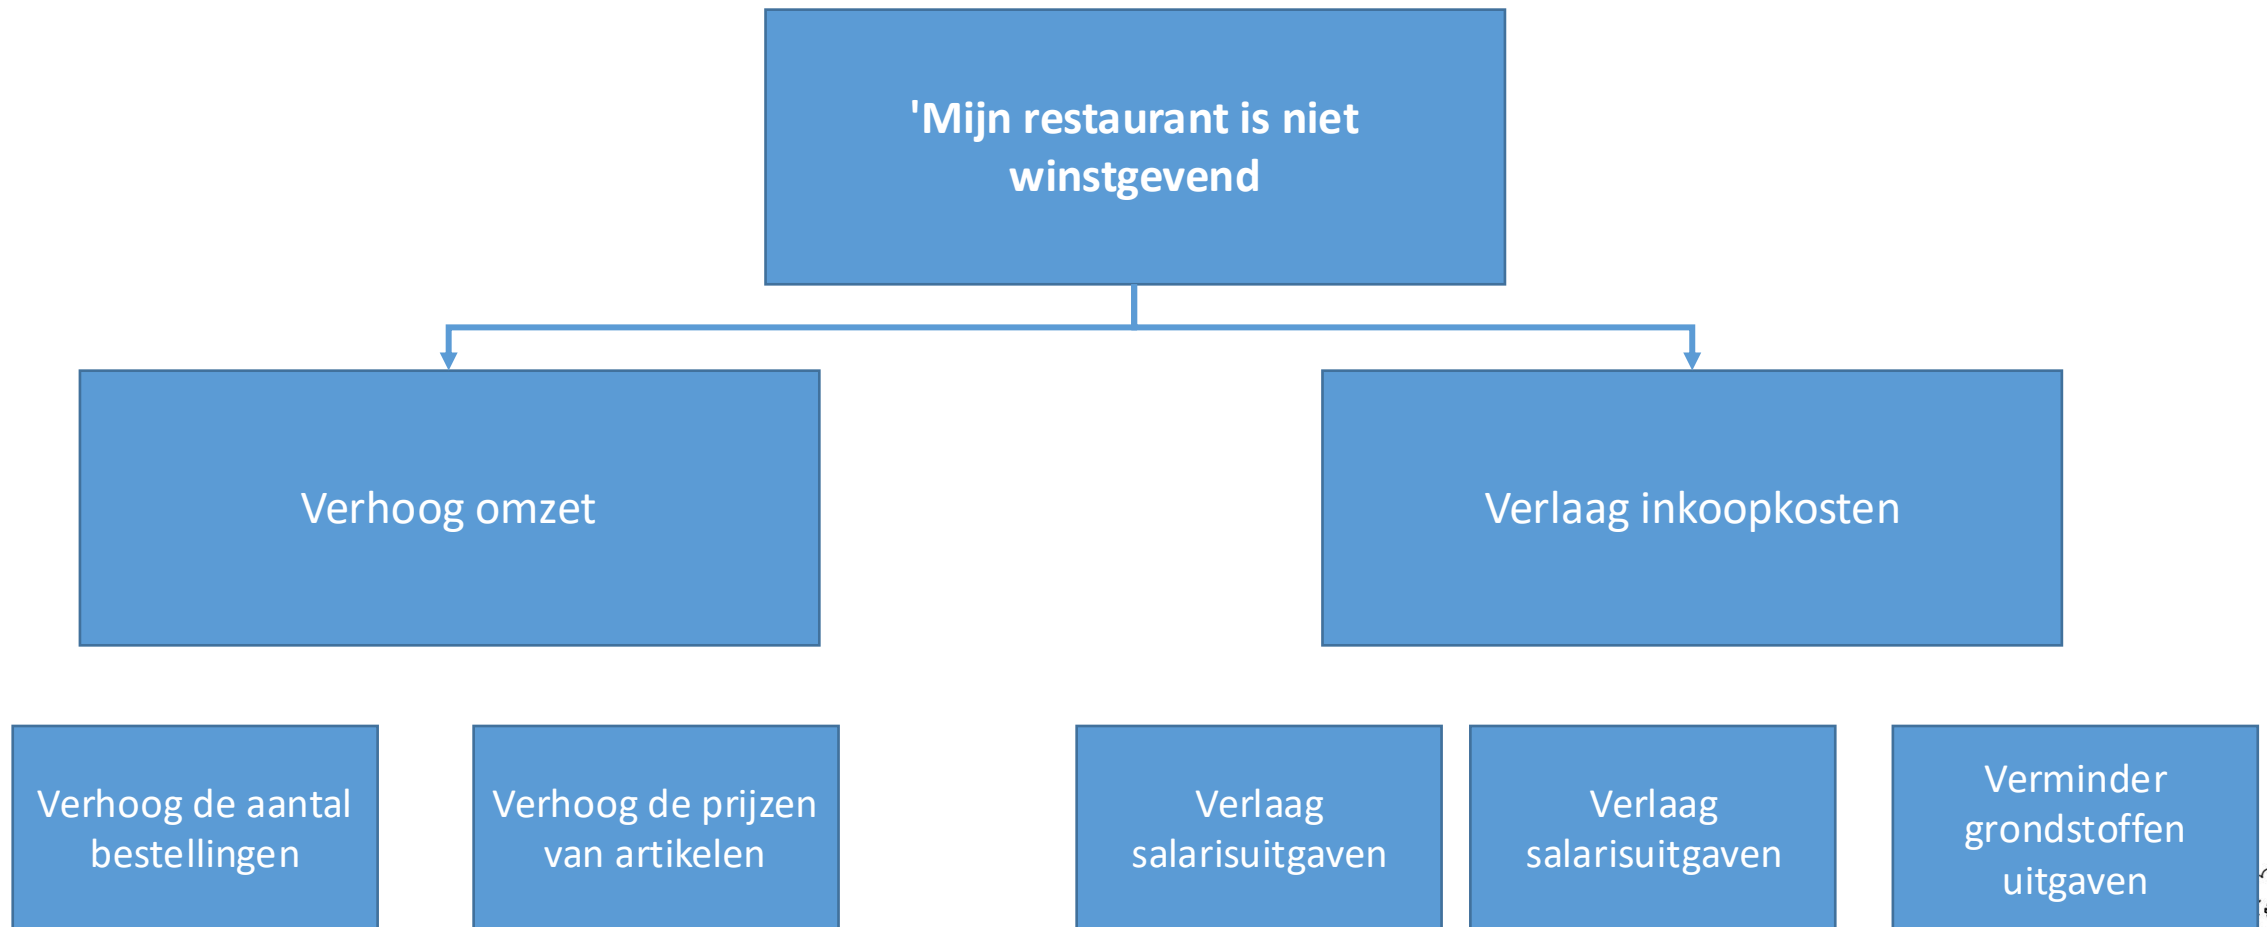 'Mijn restaurant is niet
winstgevend
Verhoog omzet
Verlaag inkoopkosten
Verhoog de aantal
bestellingen
Verhoog de prijzen
van artikelen
Verlaag
salarisuitgaven
Verlaag
salarisuitgaven
Verminder
grondstoffen
uitgaven